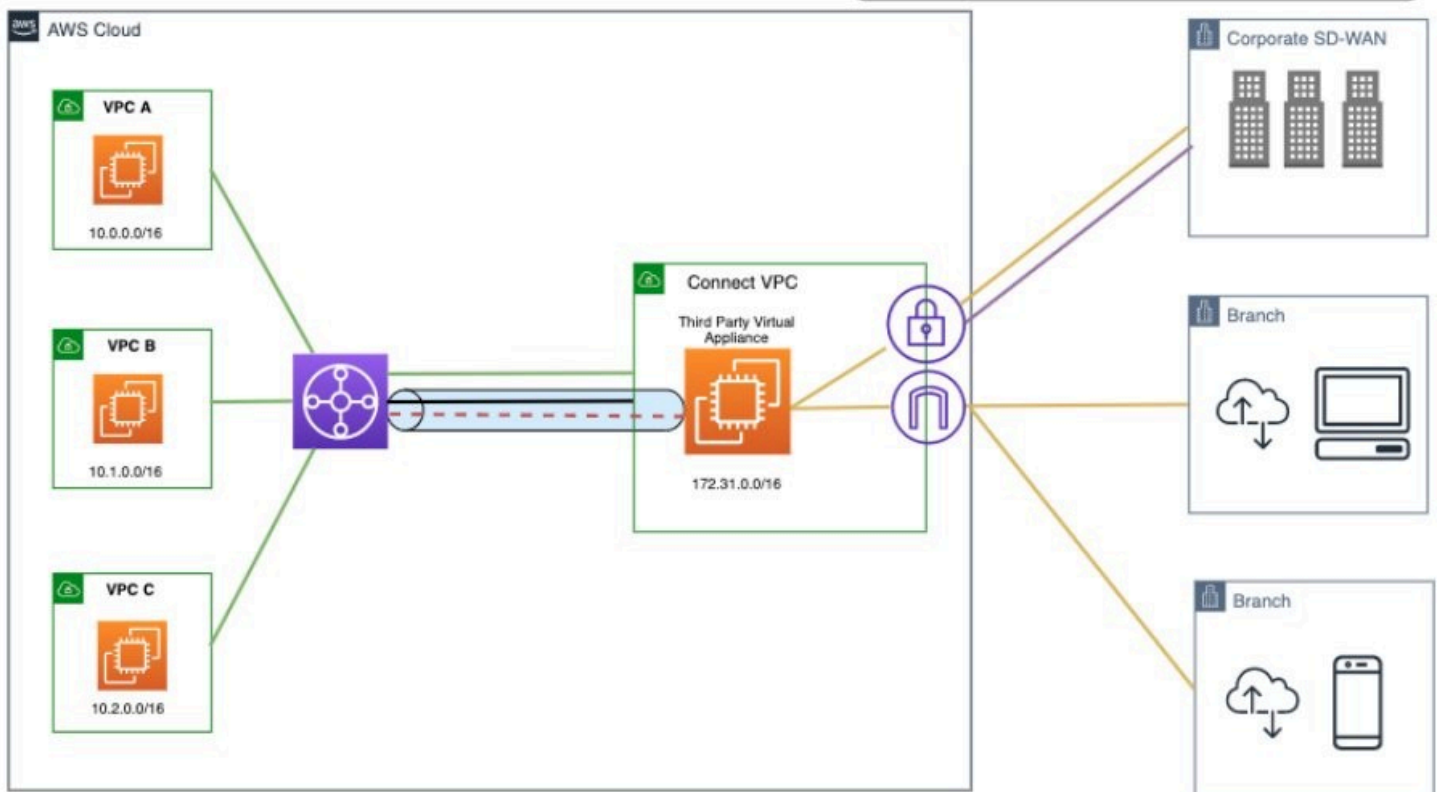 aws
AWS Cloud
VPC A
10.0.0.0/16
VPC B
10.1.0.0/16
VPC C
10.2.0.0/16
Connect VPC
Third Party Virtual
Appliance
172.31.0.0/16
Corporate SD-WAN
Branch
Branch